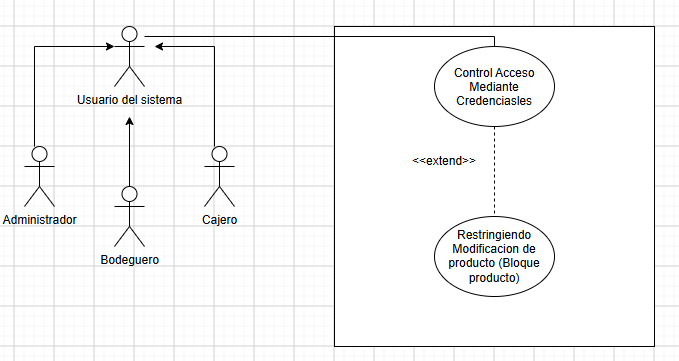 Usuario del sistema
Administrador
Bodeguero
Cajero
Control Acceso
Mediante
Credenciasles
<<extend>>
Restringiendo
Modificacion de
producto (Bloque
producto)